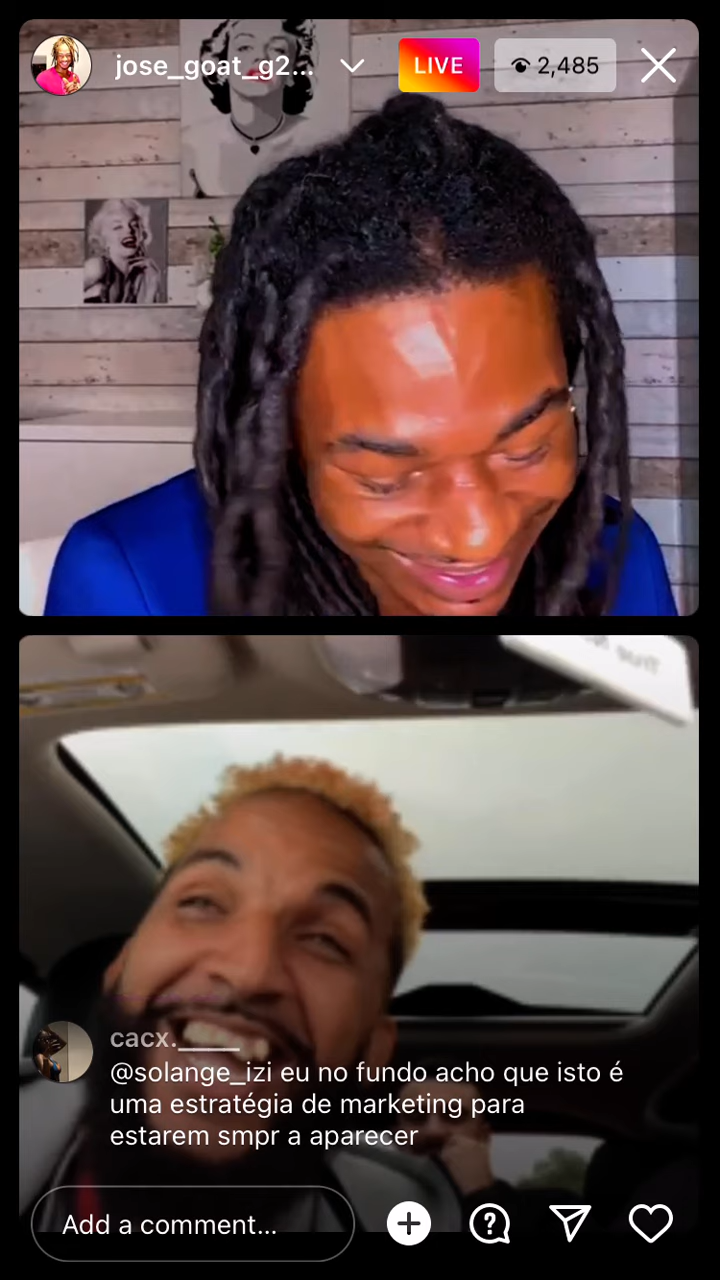 jose_goat_g2...
LIVE
2,485
cacx._____
@solange_izi eu no fundo acho que isto é
uma estratégia de marketing para
estarem smpr a aparecer
Add a comment...